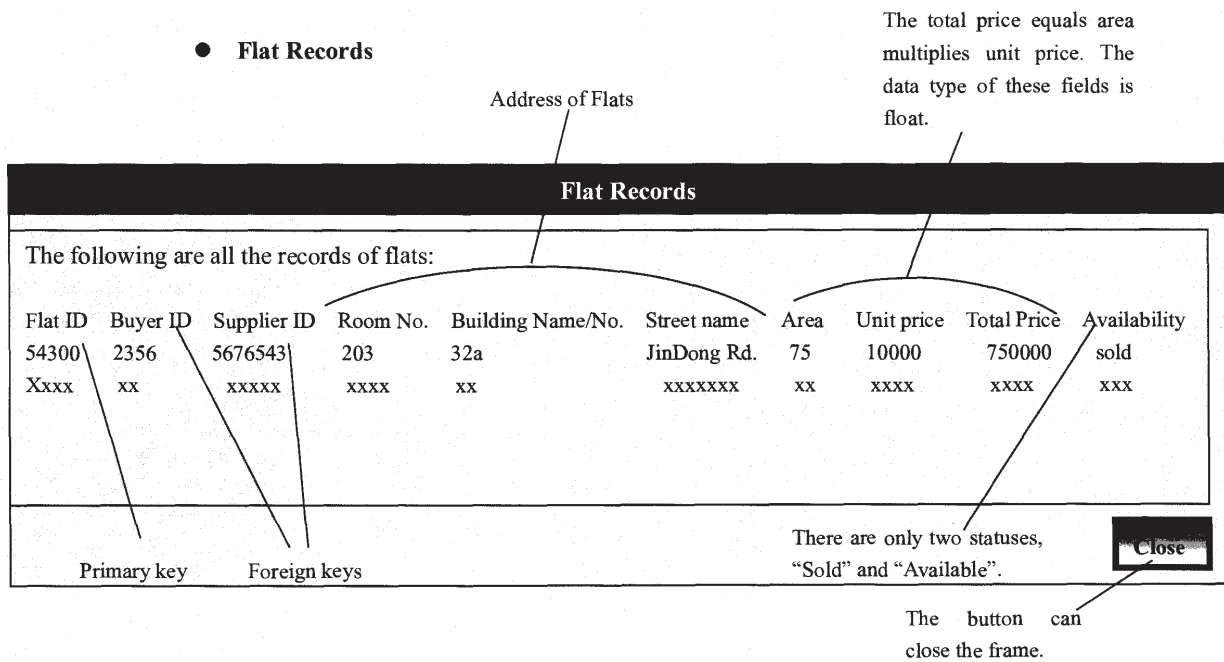 ● Flat Records
The total price equals area
multiplies unit price. The
data type of these fields is
float.
Address of Flats
Flat Records
The following are all the records of flats:
Flat ID Buyer ID Supplier ID Room No. Building Name/No. Street name Area Unit price Total Price Availability
54300 2356 5676543 203 32a JinDong Rd. 75 10000 750000 sold
Xxxx xx xxxxx xxxx xx xxxxxxx xx xxxx xxxx xxx
There are only two statuses,
"Sold" and "Available".
Close
Primary key Foreign keys
The button can
close the frame.